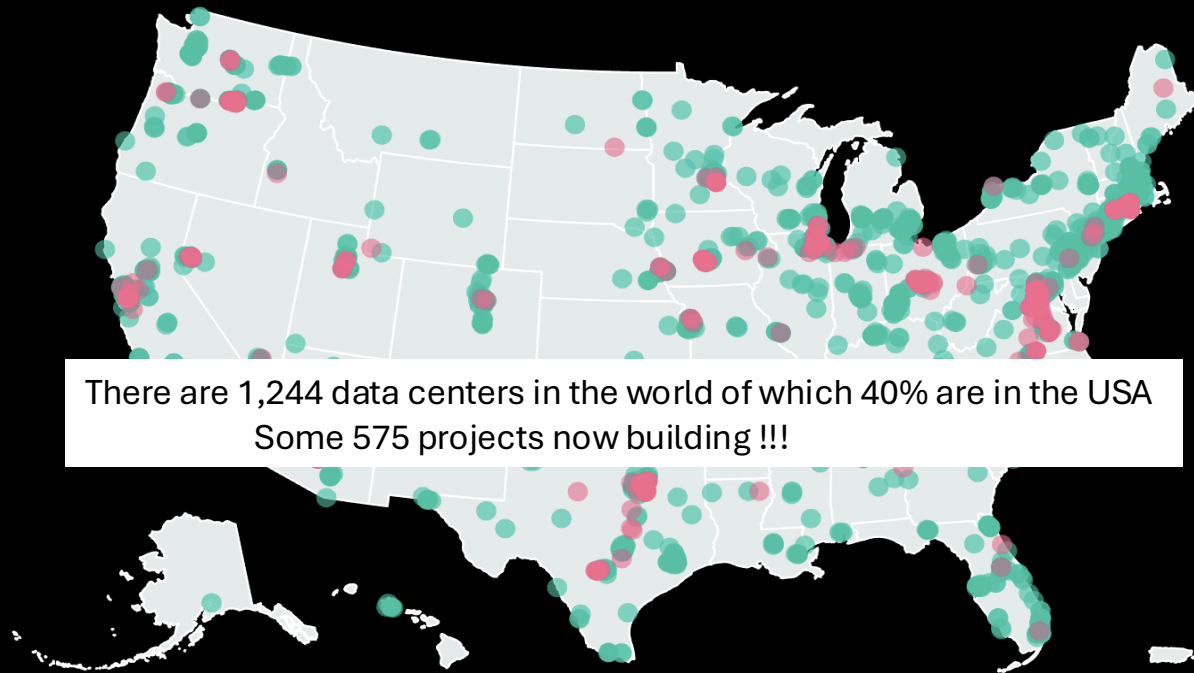 There are 1,244 data centers in the world of which 40% are in the USA
Some 575 projects now building !!!